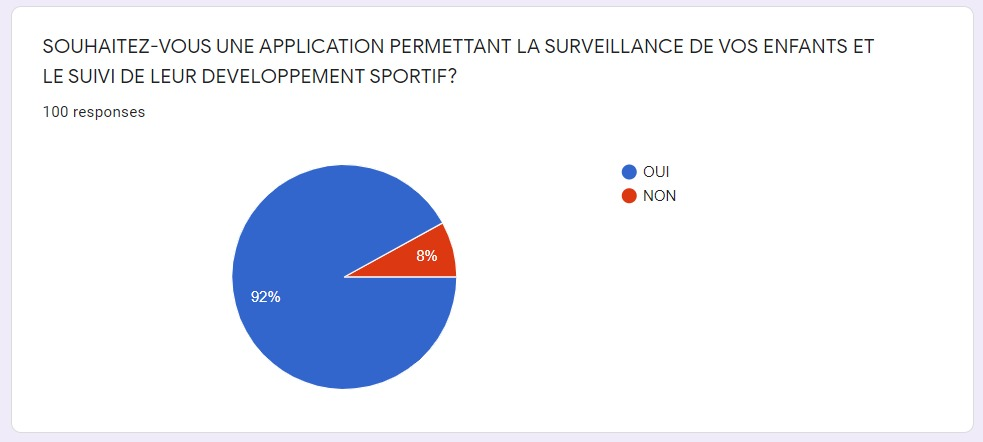 SOUHAITEZ-VOUS UNE APPLICATION PERMETTANT LA SURVEILLANCE DE VOS ENFANTS ET
LE SUIVI DE LEUR DEVELOPPEMENT SPORTIF?
100 responses
OUI
NON
8%
92%